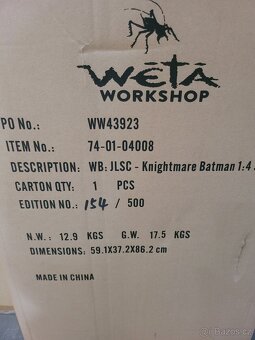 WĒTĀ
WORKSHOP
PO No.: WW43923
ITEM No.: 74-01-04008
DESCRIPTION: WB: JLSC - Knightmare Batman 1:4
CARTON QTY: 1 PCS
EDITION NO.: 154 / 500
N.W.: 12.9 KGS G.W. 17.5 KGS
DIMENSIONS: 59.1X37.2X86.2 cm
MADE IN CHINA